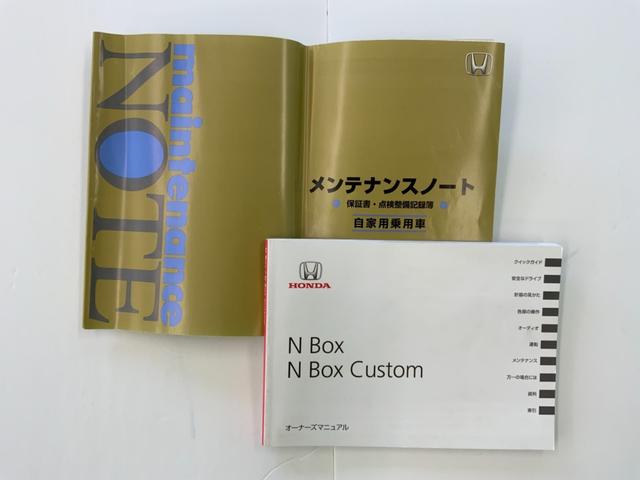 maintenance
NOTE
メンテナンスノート
保証書・点検整備記録簿
自家用乗用車
HONDA
N Box
N Box Custom
オーナーズマニュアル
クイックガイド
安全なドライブ
計器の見かた
各部の操作
オーディオ
運転
メンテナンス
万一の場合には
資料
索引